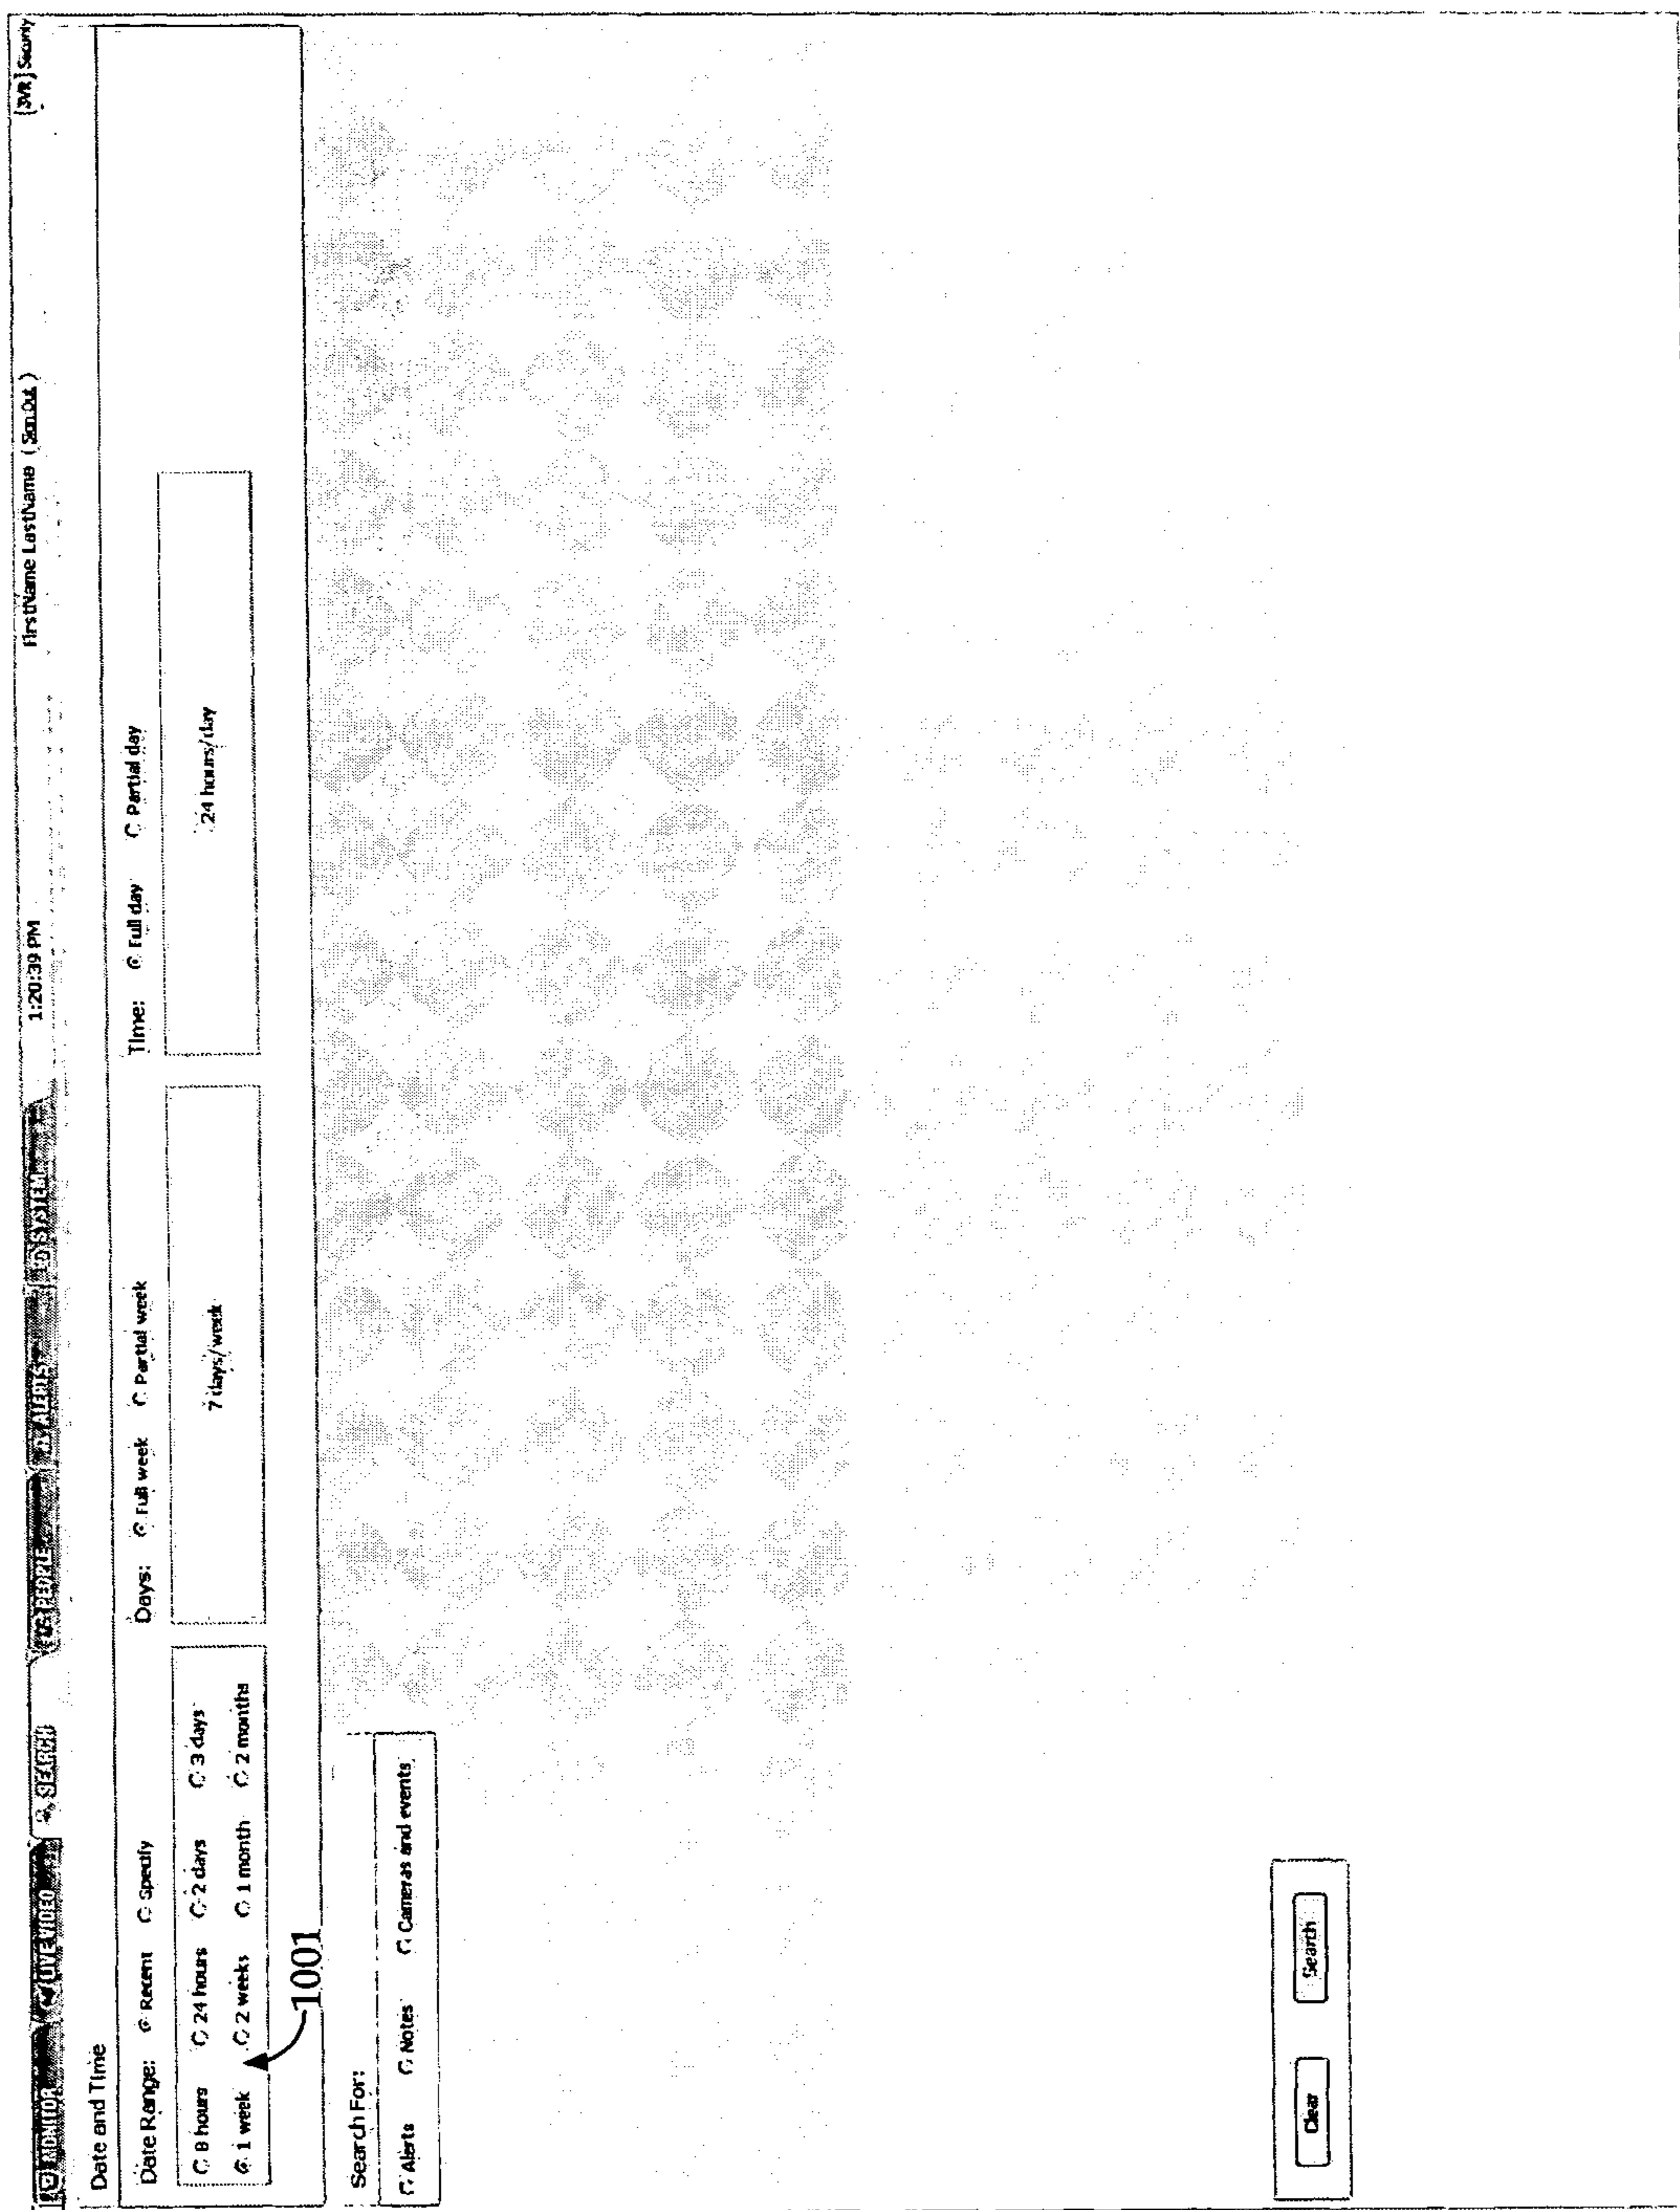 MONITOR LIVE VIDEO SEARCH PEOPLE ALERTS SYSTEM 1:20:39 PM FirstName LastName ( Sign Out ) [3VR] Security
Date and Time
Date Range: Recent Specify Days: Full week Partial week Time: Full day Partial day
8 hours 24 hours 2 days 3 days
7 days/week 24 hours/day
1 week 2 weeks 1 month 2 months
1001
Search For:
Alerts Notes Cameras and events
Clear Search